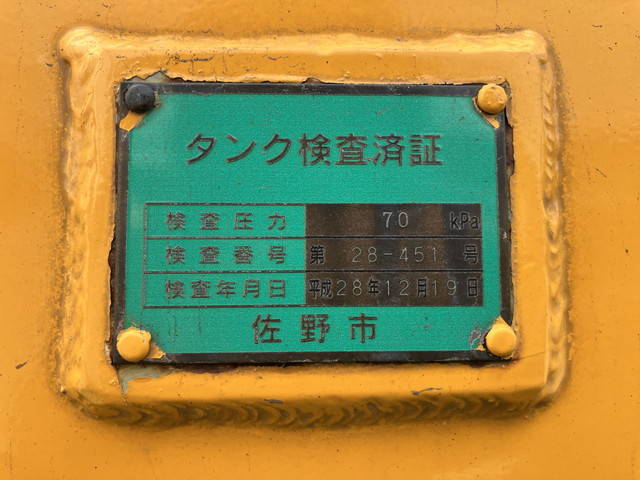 タンク検査済証
検査圧力 70 kPa
検査番号 第 28-451 号
検査年月日 平成28年12月19日
佐野市